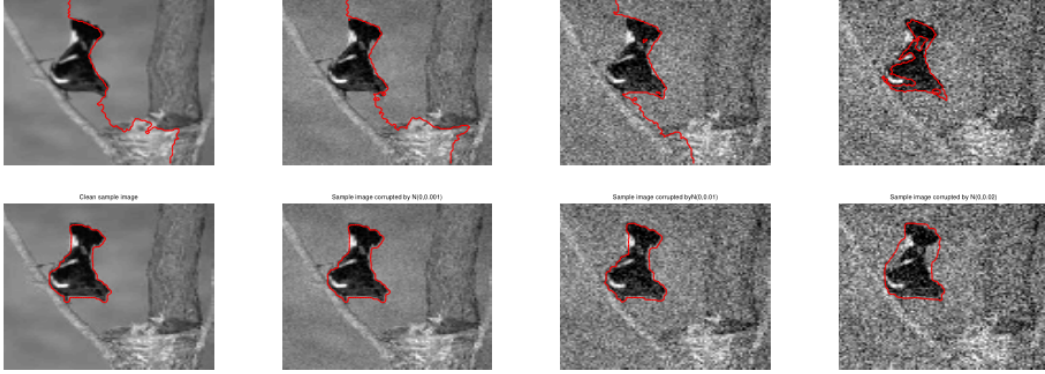 Clean sample image
Sample image corrupted by N(0,0.001)
Sample image corrupted byN(0,0.01)
Sample image corrupted by N(0,0.02)